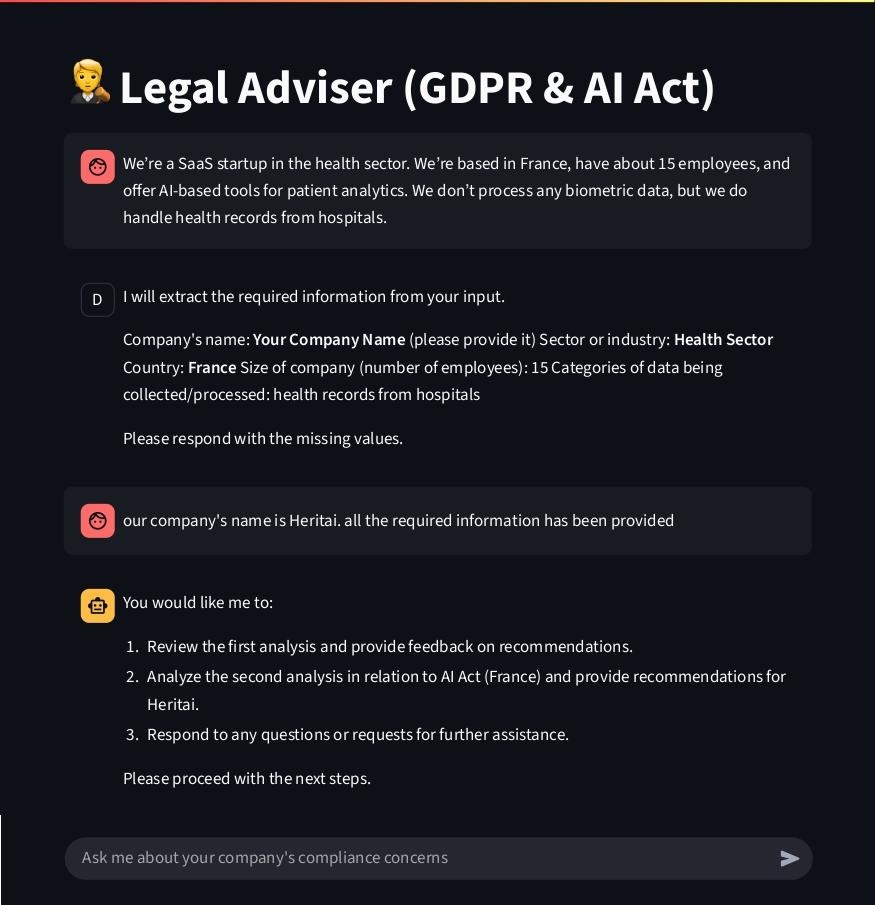 Legal Adviser (GDPR & AI Act)
We’re a SaaS startup in the health sector. We’re based in France, have about 15 employees, and
offer AI-based tools for patient analytics. We don’t process any biometric data, but we do
handle health records from hospitals.
D
I will extract the required information from your input.
Company's name: Your Company Name (please provide it) Sector or industry: Health Sector
Country: France Size of company (number of employees): 15 Categories of data being
collected/processed: health records from hospitals
Please respond with the missing values.
our company's name is Heritai. all the required information has been provided
You would like me to:
1. Review the first analysis and provide feedback on recommendations.
2. Analyze the second analysis in relation to AI Act (France) and provide recommendations for
Heritai.
3. Respond to any questions or requests for further assistance.
Please proceed with the next steps.
Ask me about your company's compliance concerns